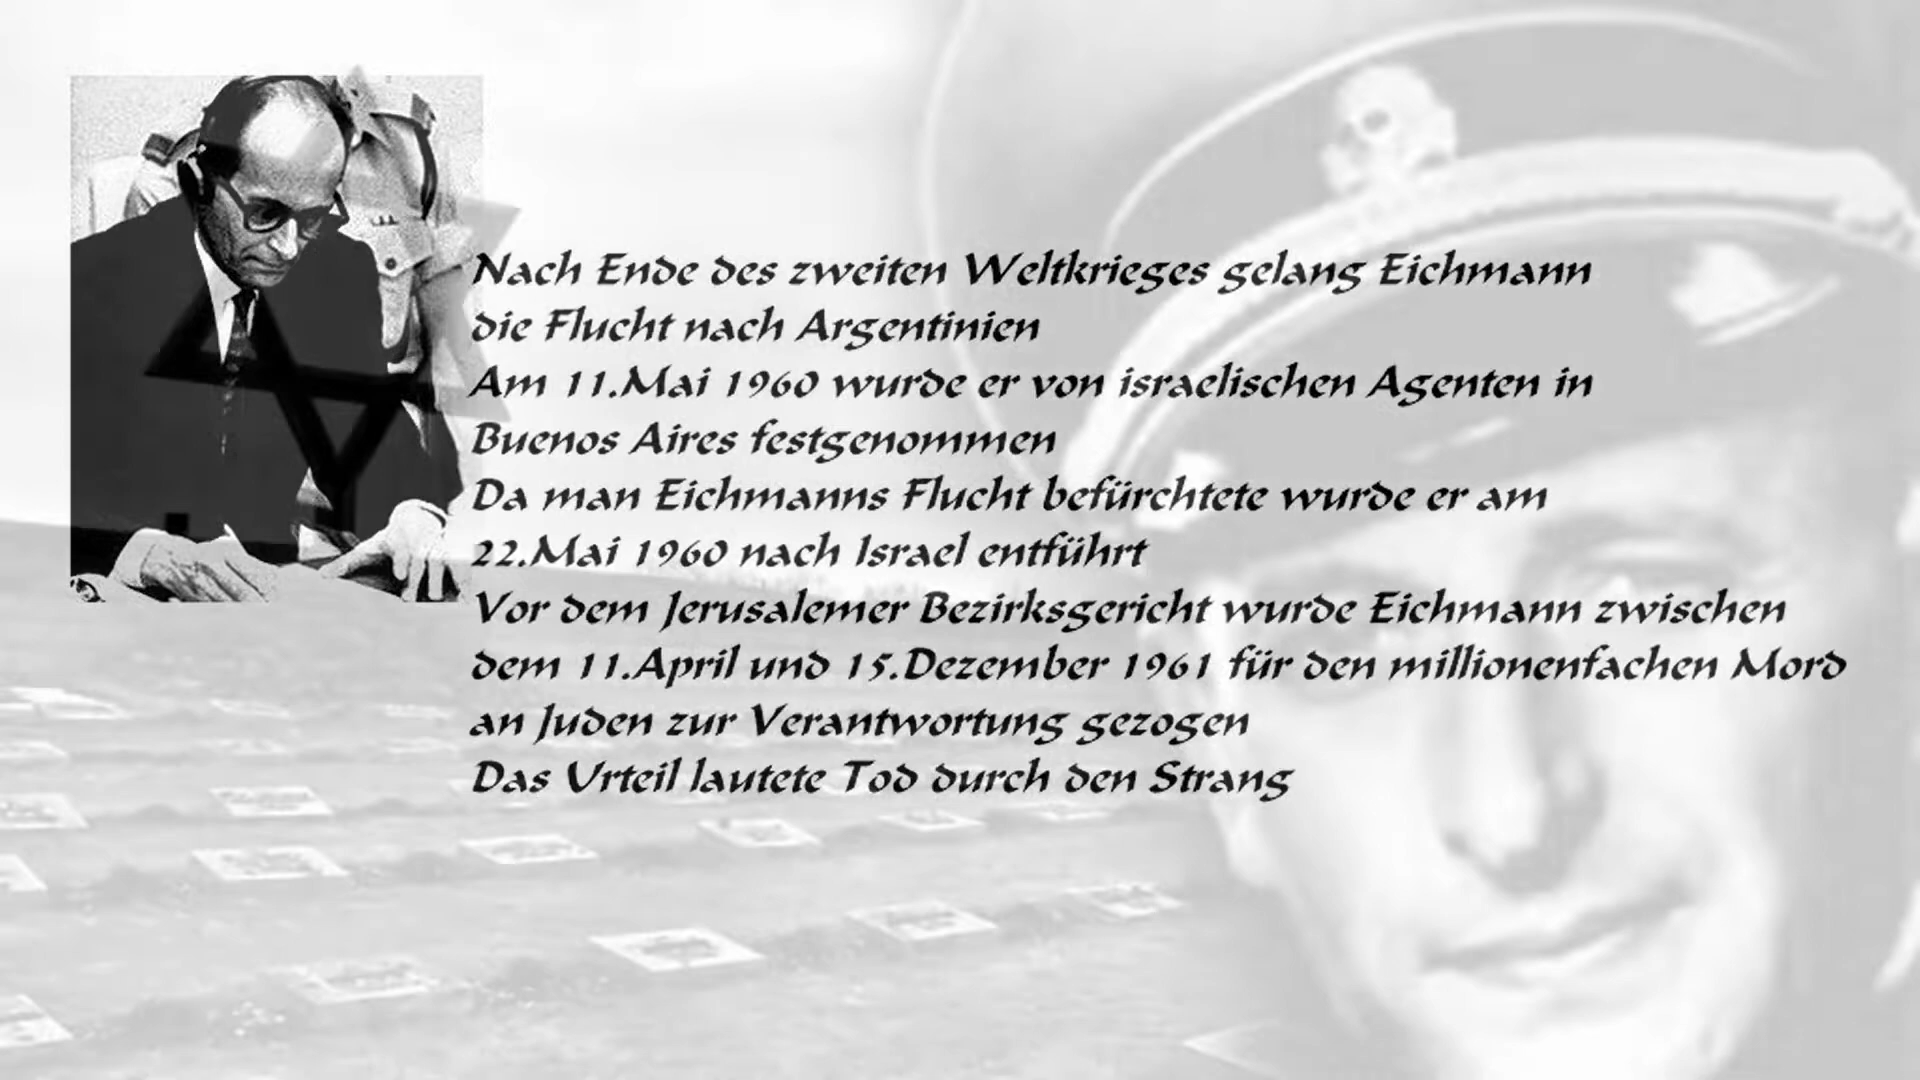 Nach Ende des zweiten Weltkrieges gelang Eichmann
die Flucht nach Argentinien
Am 11.Mai 1960 wurde er von israelischen Agenten in
Buenos Aires festgenommen
Da man Eichmanns Flucht befürchtete wurde er am
22.Mai 1960 nach Israel entführt
Vor dem Jerusalemer Bezirksgericht wurde Eichmann zwischen
dem 11.April und 15.Dezember 1961 für den millionenfachen Mord
an Juden zur Verantwortung gezogen
Das Urteil lautete Tod durch den Strang